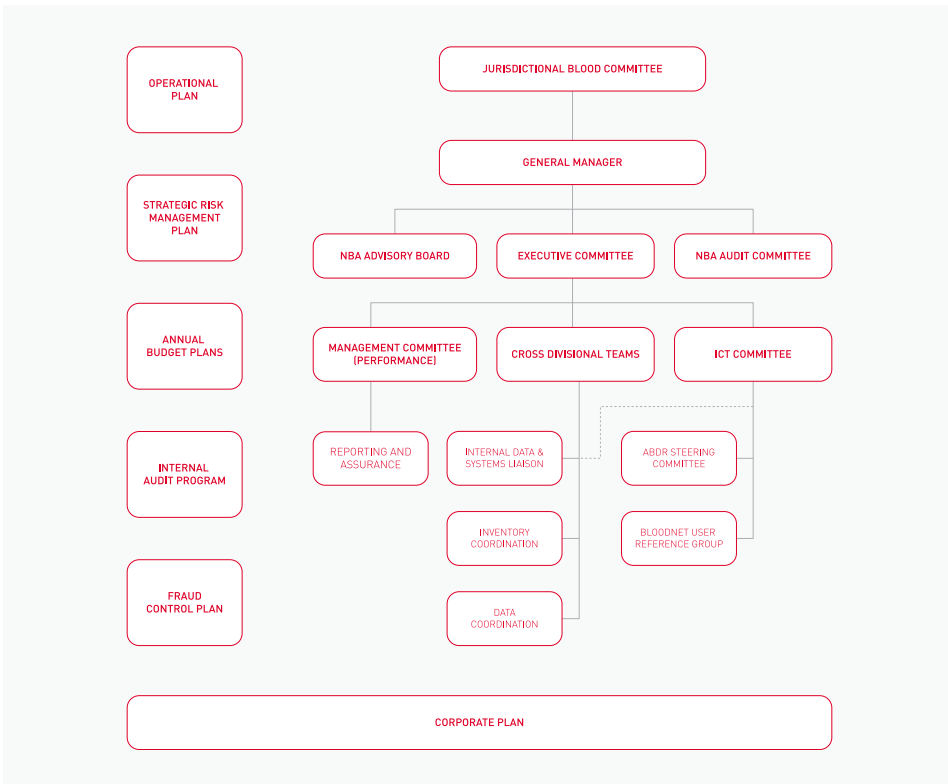 OPERATIONAL
PLAN
STRATEGIC RISK
MANAGEMENT
PLAN
ANNUAL
BUDGET PLANS
INTERNAL
AUDIT PROGRAM
FRAUD
CONTROL PLAN
JURISDICTIONAL BLOOD COMMITTEE
GENERAL MANAGER
NBA ADVISORY BOARD
EXECUTIVE COMMITTEE
NBA AUDIT COMMITTEE
MANAGEMENT COMMITTEE
(PERFORMANCE)
CROSS DIVISIONAL TEAMS
ICT COMMITTEE
REPORTING AND
ASSURANCE
INTERNAL DATA &
SYSTEMS LIAISON
ABDR STEERING
COMMITTEE
INVENTORY
COORDINATION
BLOODNET USER
REFERENCE GROUP
DATA
COORDINATION
CORPORATE PLAN